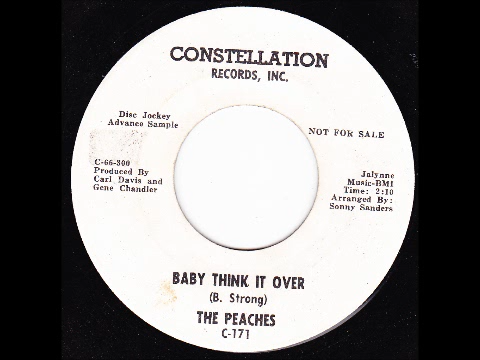 CONSTELLATION
RECORDS, INC.
Disc Jockey
Advance Sample
NOT FOR SALE
C-66-300
Produced By
Carl Davis and
Gene Chandler
Jalynne
Music-BMI
Time: 2:10
Arranged By:
Sonny Sanders
BABY THINK IT OVER
(B. Strong)
THE PEACHES
C-171